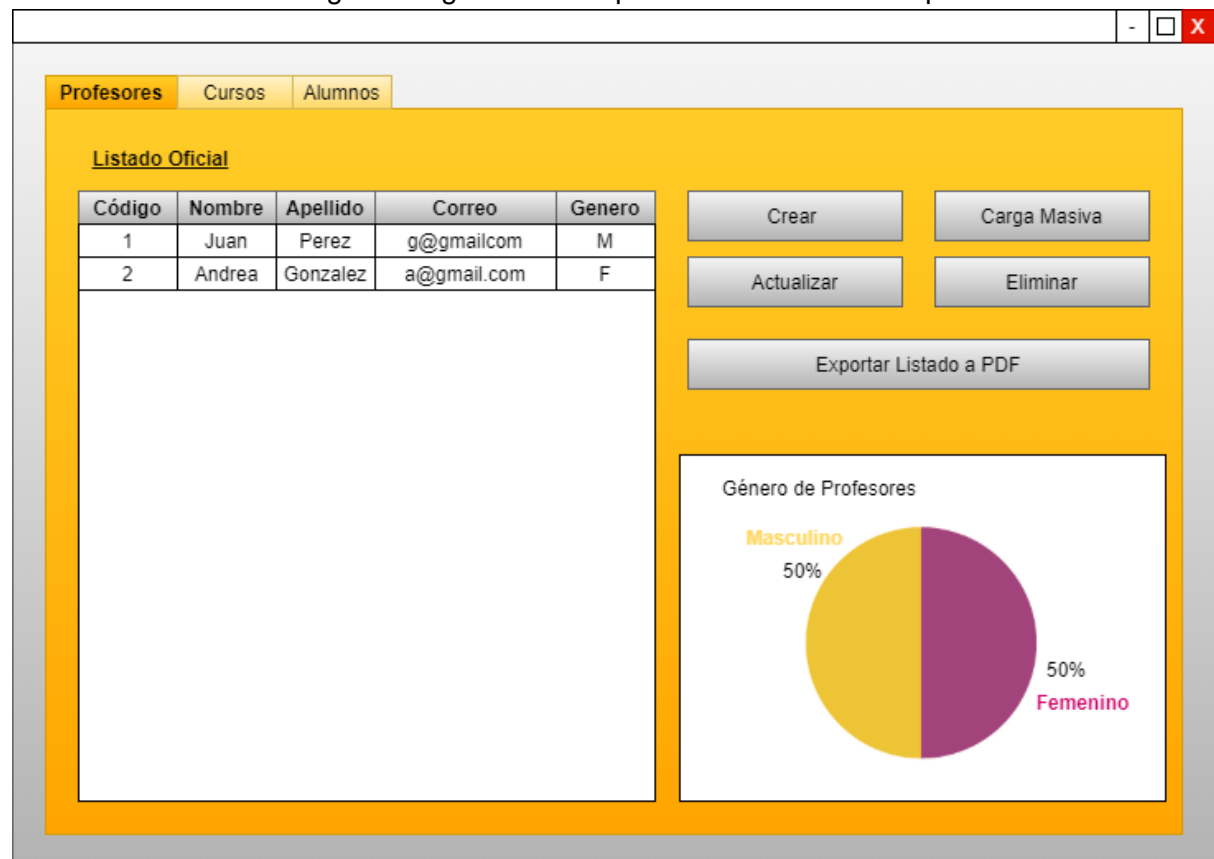 - X
Profesores Cursos Alumnos
Listado Oficial
Código Nombre Apellido Correo Genero
1 Juan Perez g@gmailcom M
2 Andrea Gonzalez a@gmail.com F
Crear Carga Masiva
Actualizar Eliminar
Exportar Listado a PDF
Género de Profesores
Masculino
50%
50%
Femenino